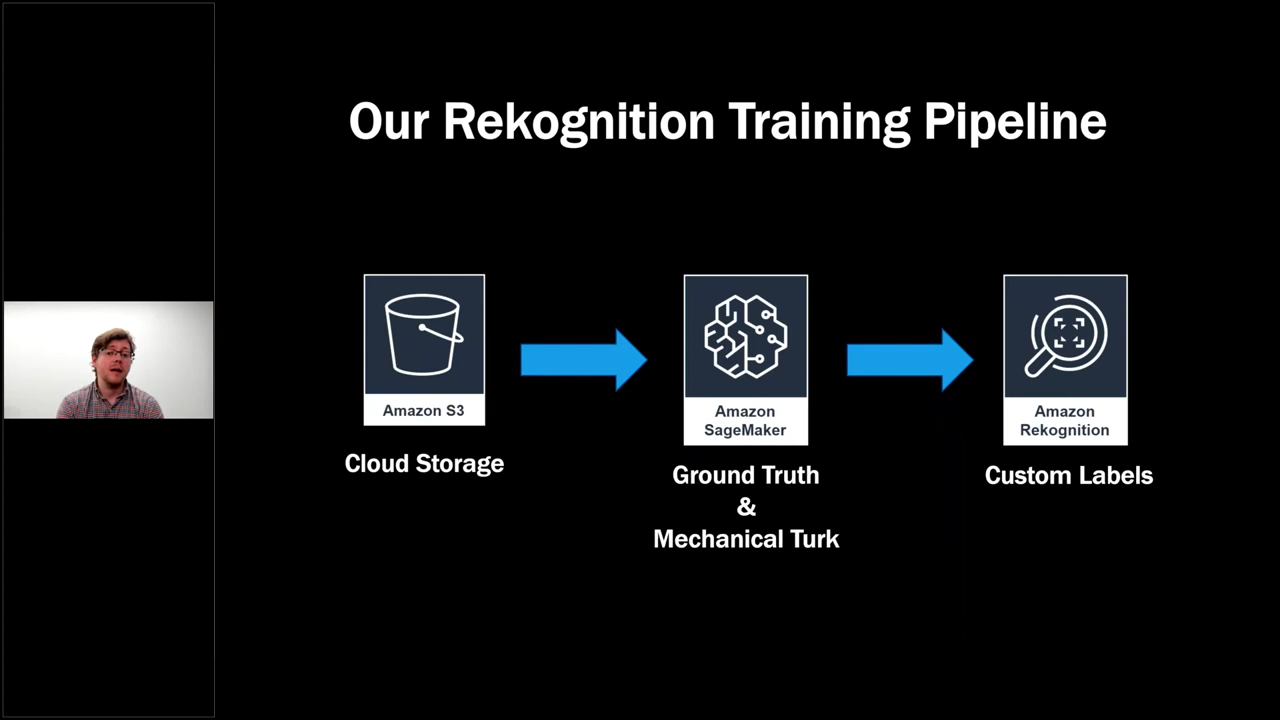 Our Rekognition Training Pipeline
Amazon S3
Cloud Storage
Amazon
SageMaker
Ground Truth
&
Mechanical Turk
Amazon
Rekognition
Custom Labels